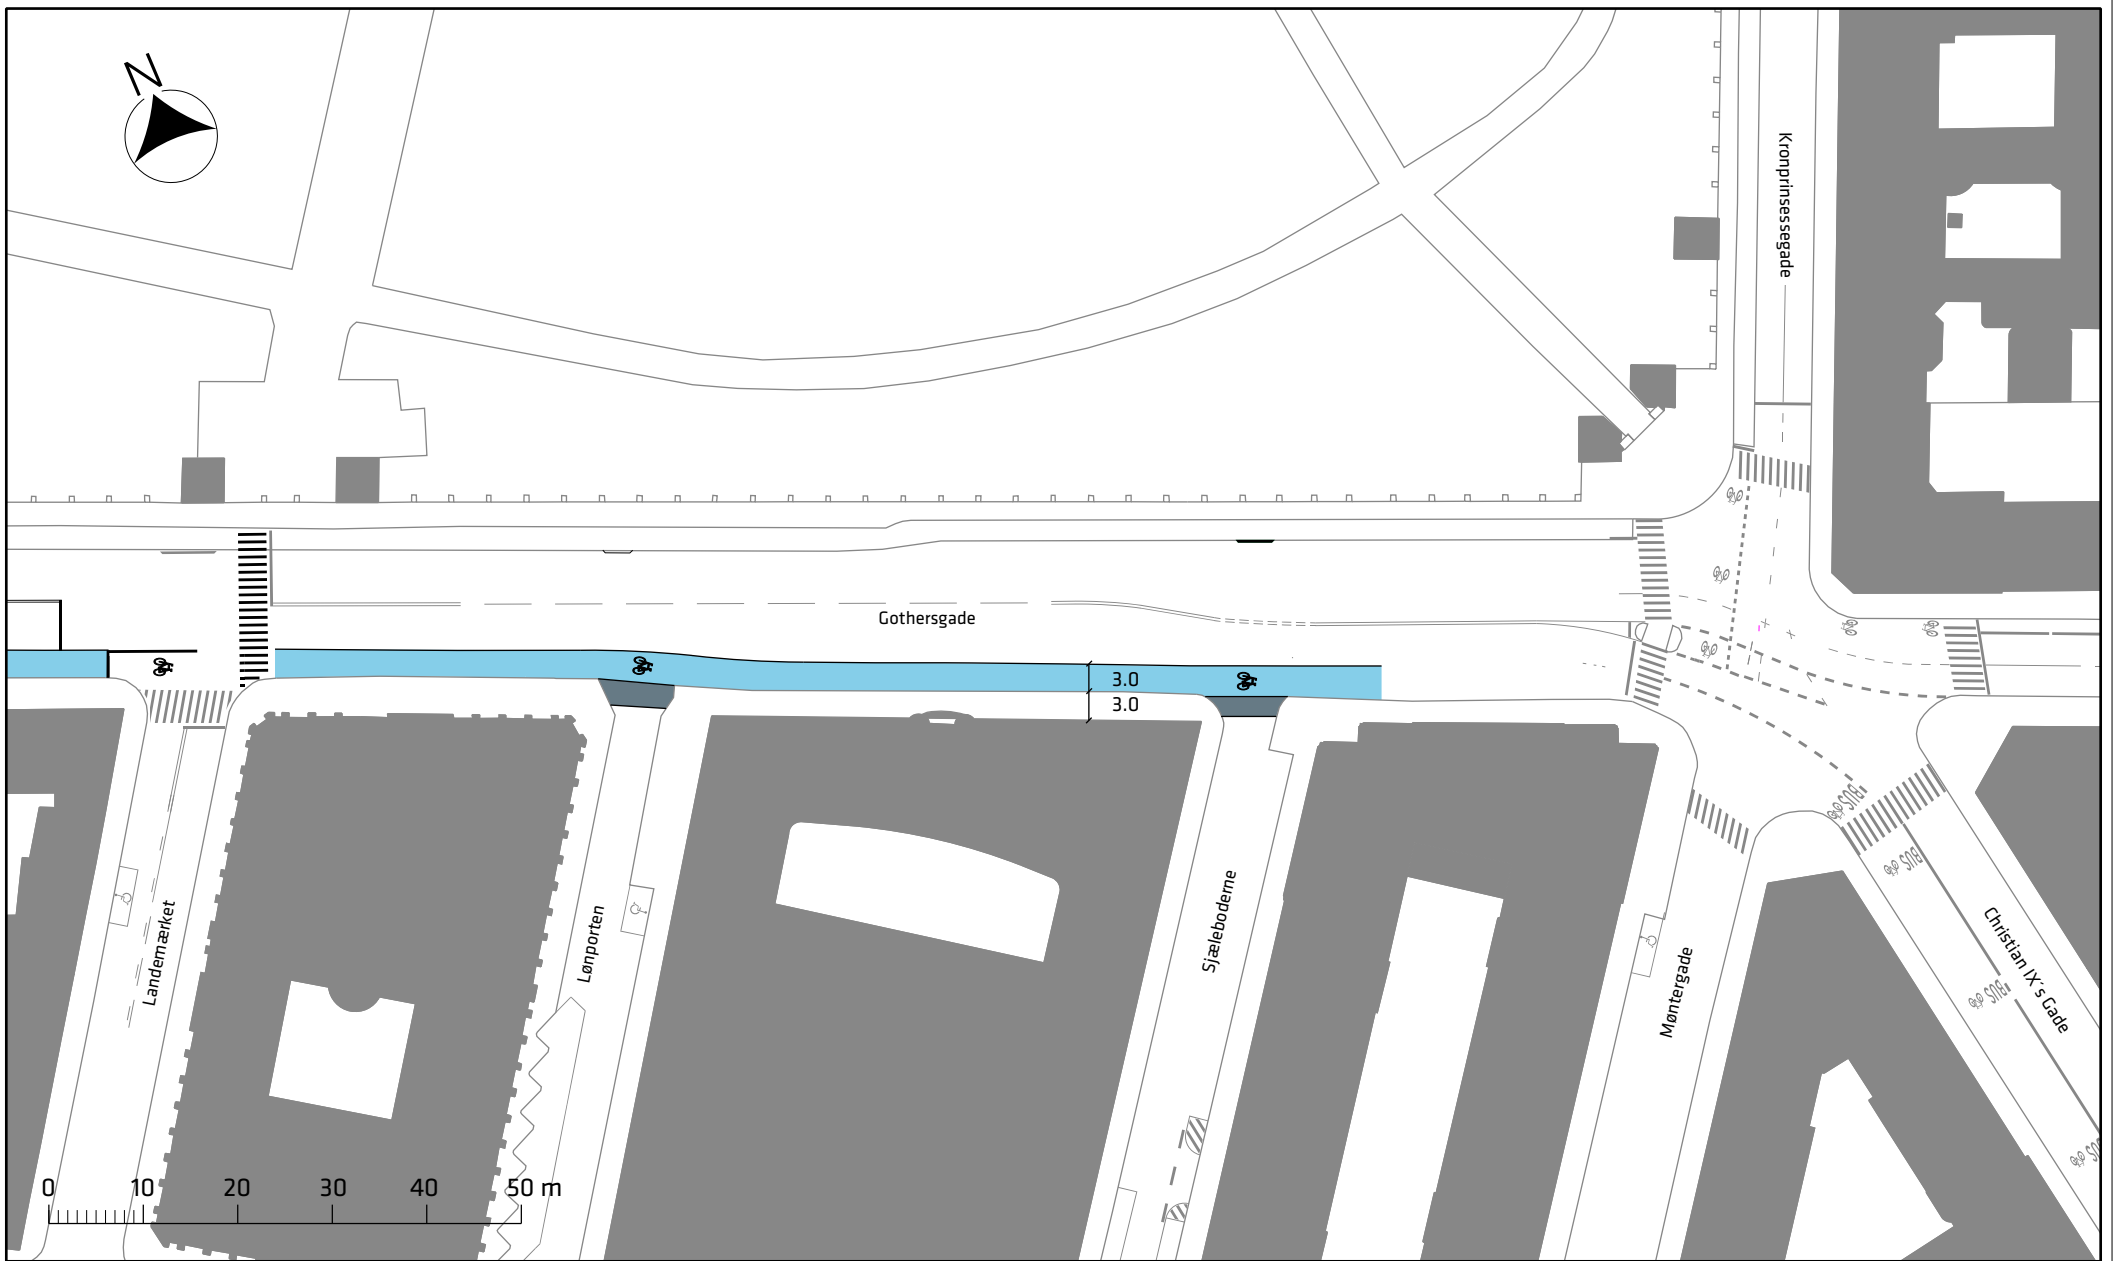 N
Kronprinsessegade
Gothersgade
3.0
3.0
Landemærket
Lønporten
Sjæleboderne
Møntergade
Christian IX's Gade
BUS
BUS
BUS
BUS
0 10 20 30 40 50 m